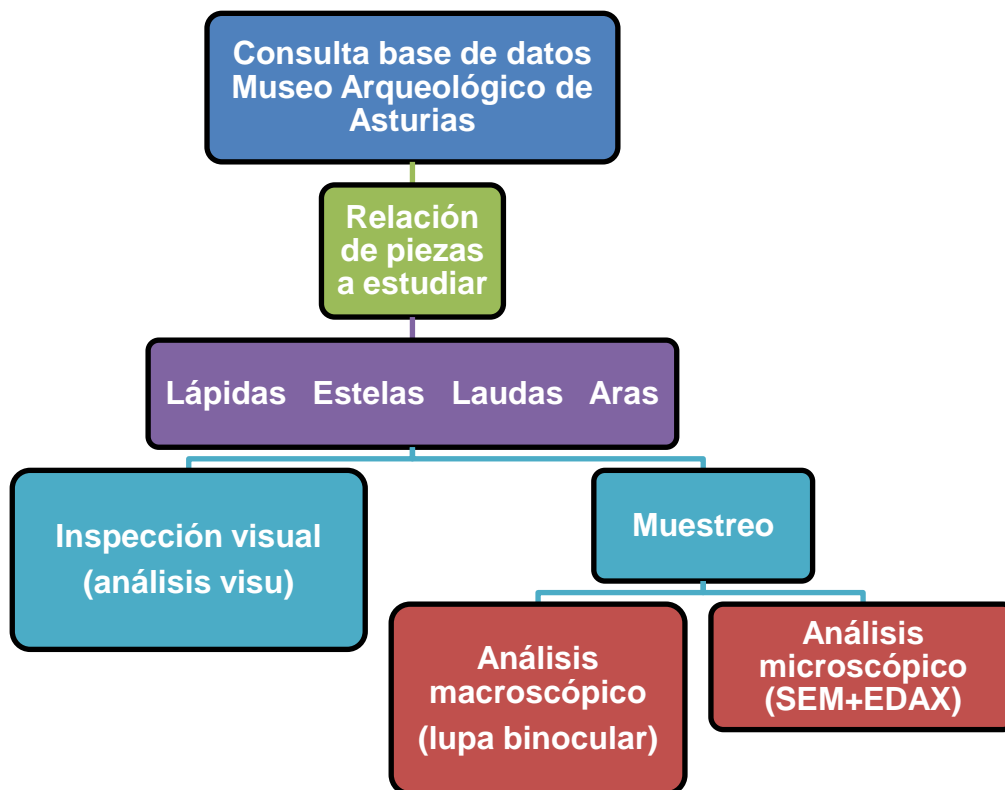 Consulta base de datos
Museo Arqueológico de
Asturias
Relación
de piezas
a estudiar
Lápidas Estelas Laudas Aras
Inspección visual
(análisis visu)
Muestreo
Análisis
macroscópico
(lupa binocular)
Análisis
microscópico
(SEM+EDAX)